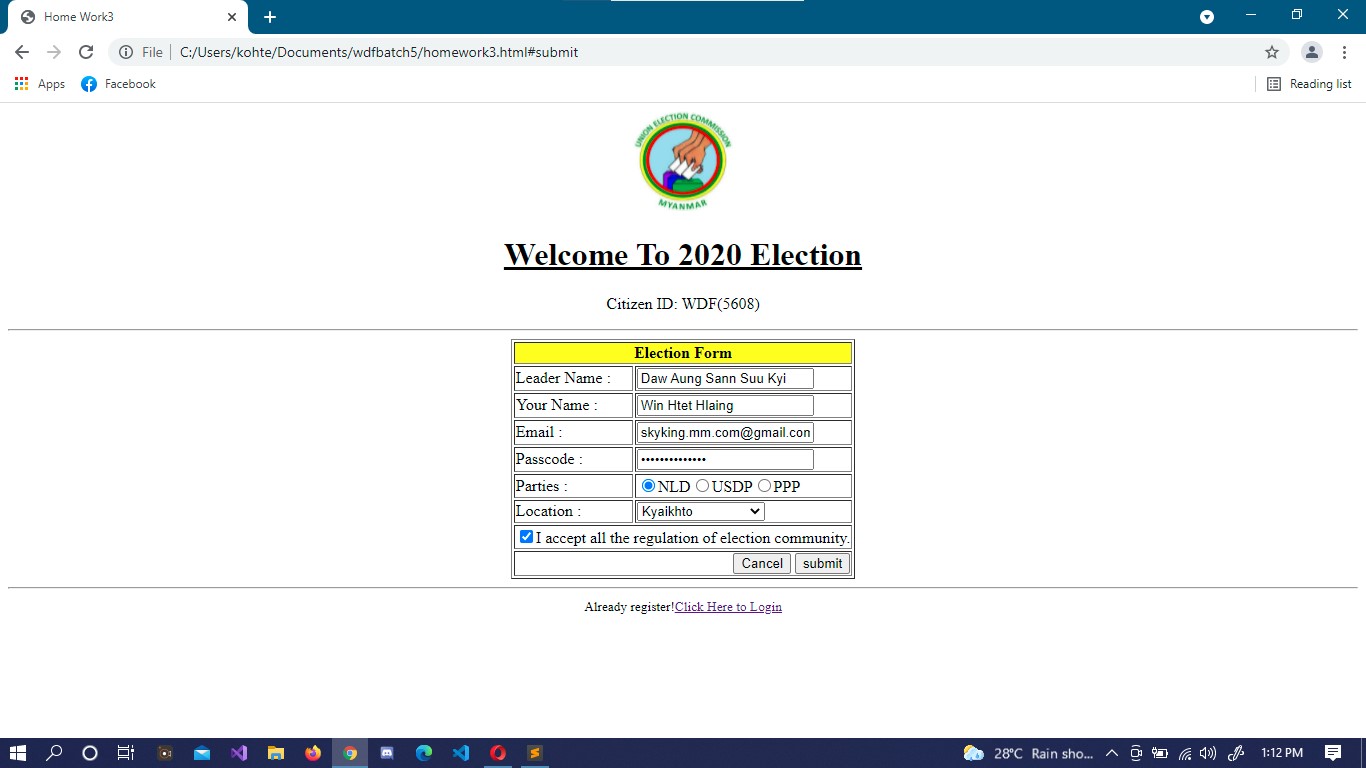 Home Work3
File C:/Users/kohte/Documents/wdfbatch5/homework3.html#submit
Apps Facebook Reading list
UNION ELECTION COMMISSION
MYANMAR
Welcome To 2020 Election
Citizen ID: WDF(5608)
Election Form
Leader Name : Daw Aung Sann Suu Kyi
Your Name : Win Htet Hlaing
Email : skyking.mm.com@gmail.con
Passcode : ••••••••••••••
Parties : NLD USDP PPP
Location : Kyaikhto
I accept all the regulation of election community.
Cancel submit
Already register!Click Here to Login
28°C Rain sho... 1:12 PM